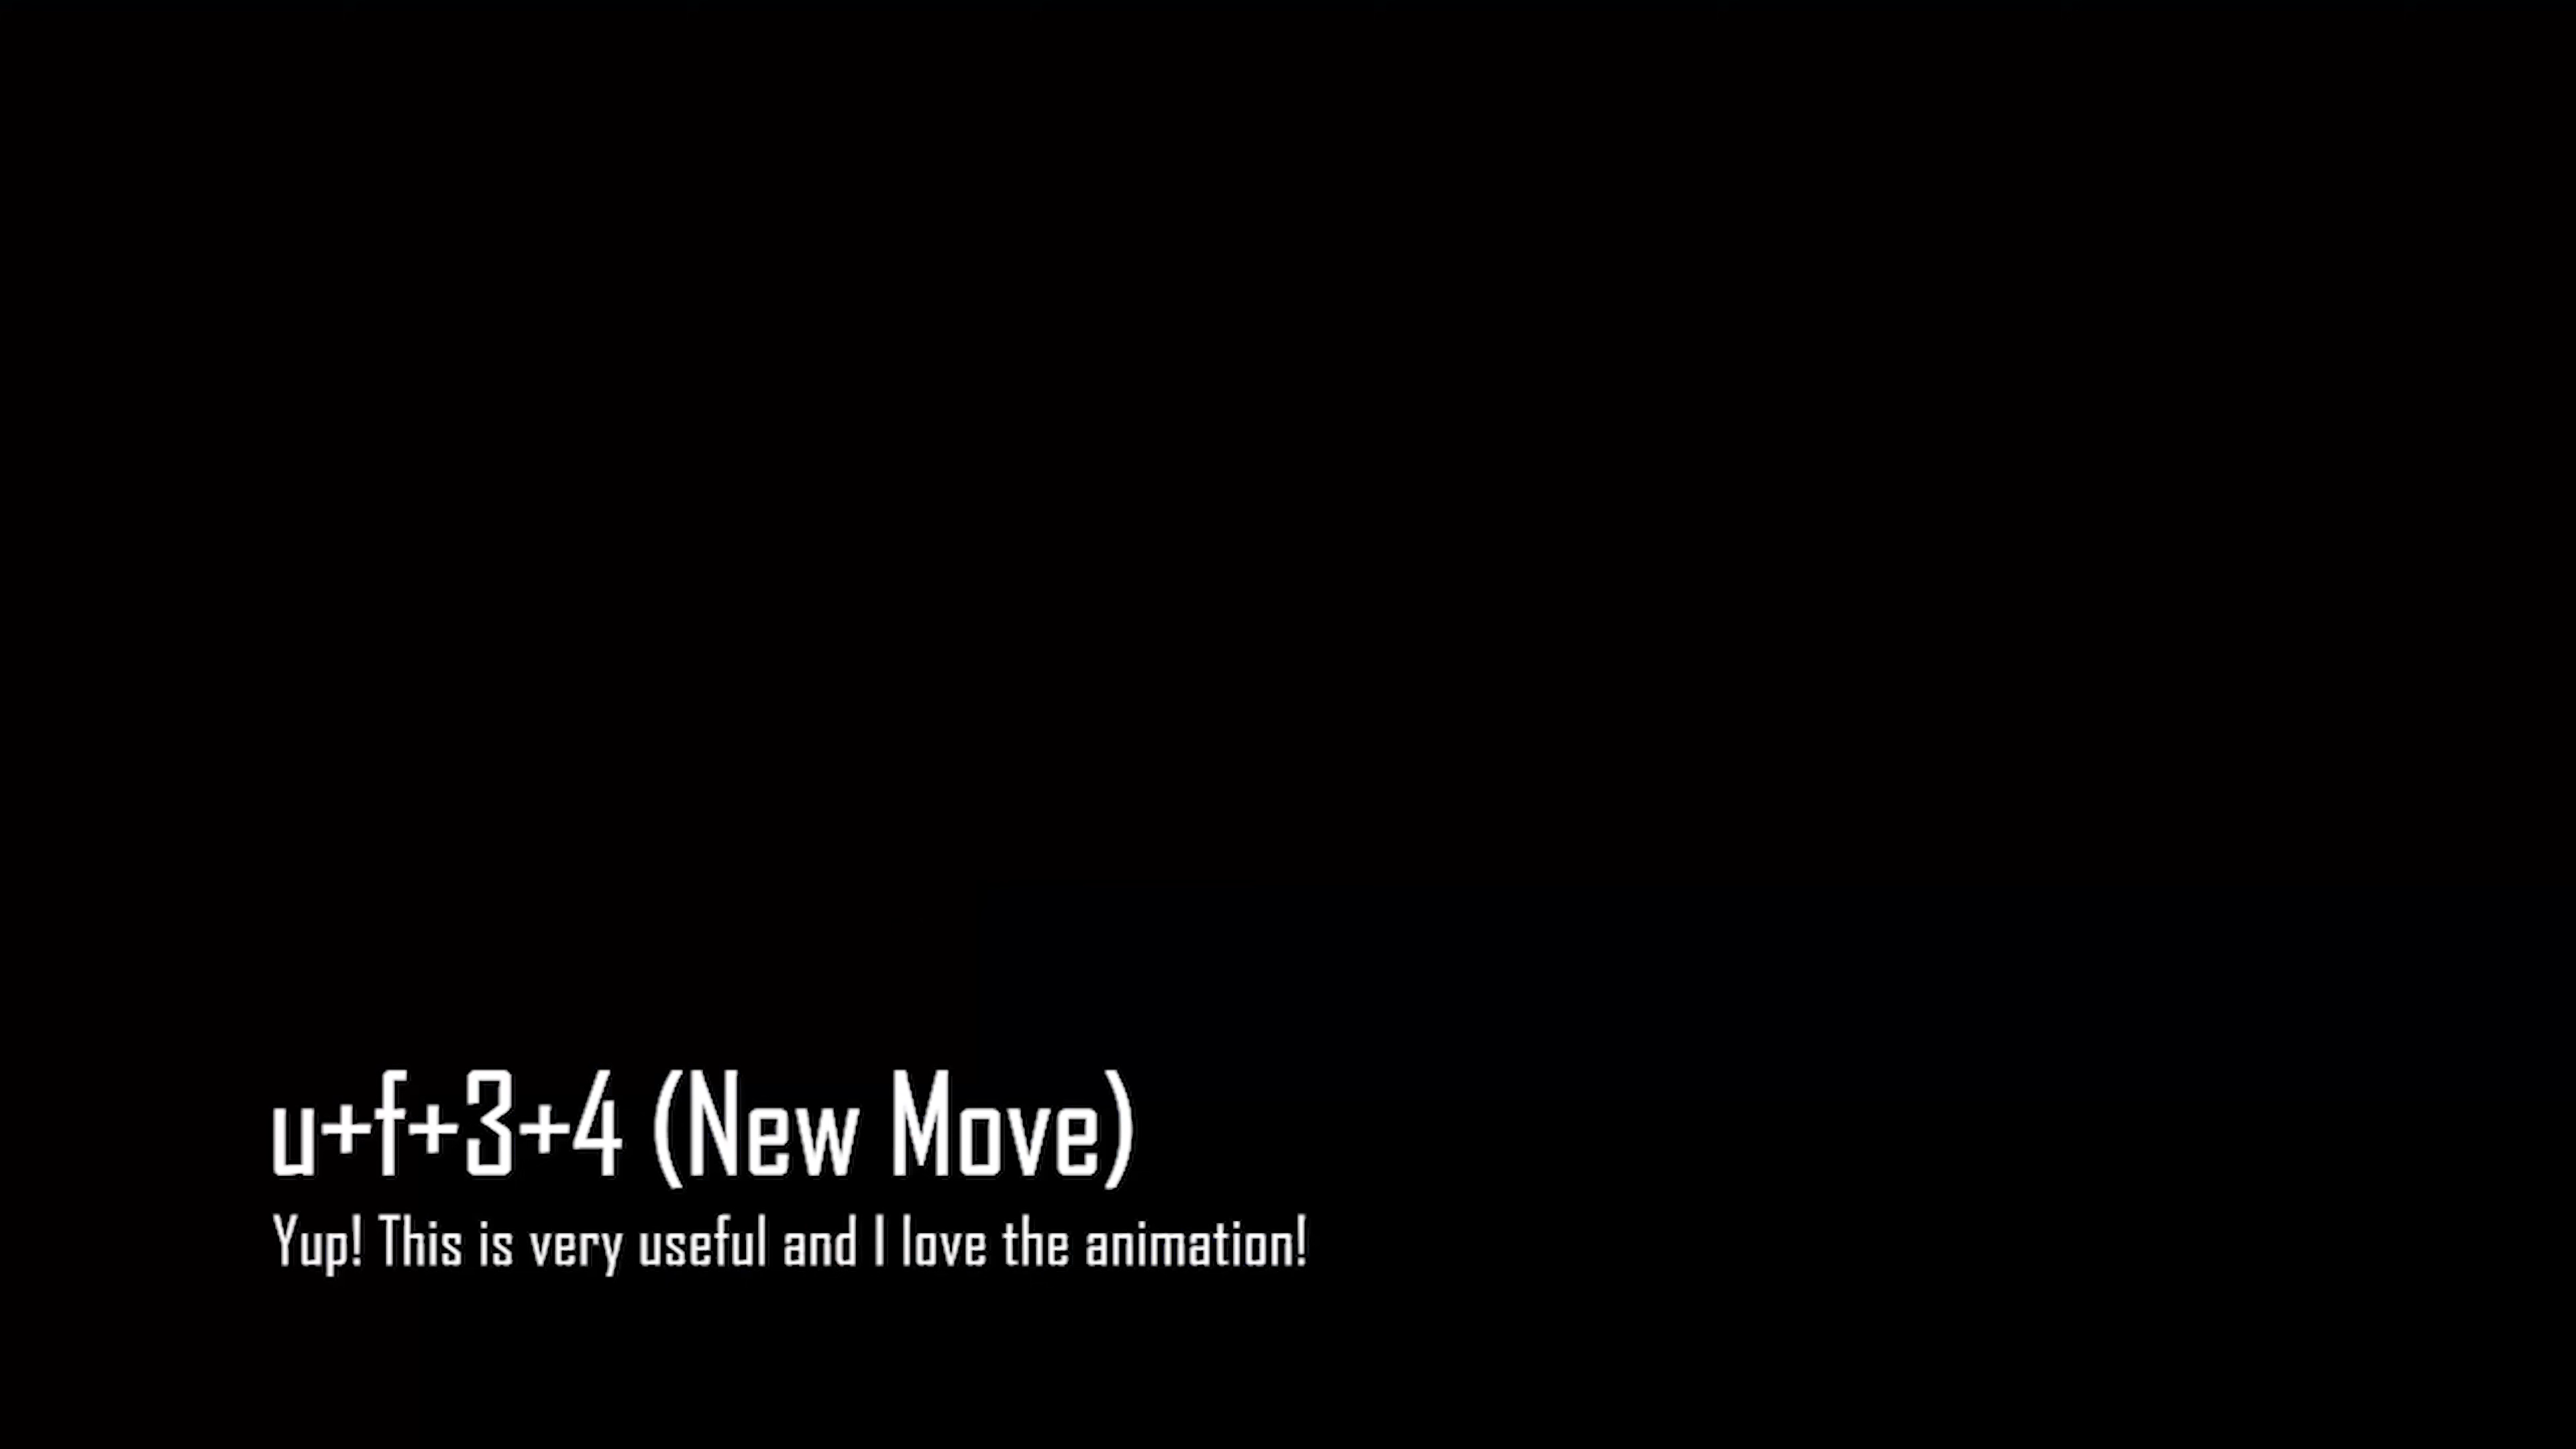 u+f+3+4 (New Move)
Yup! This is very useful and I love the animation!